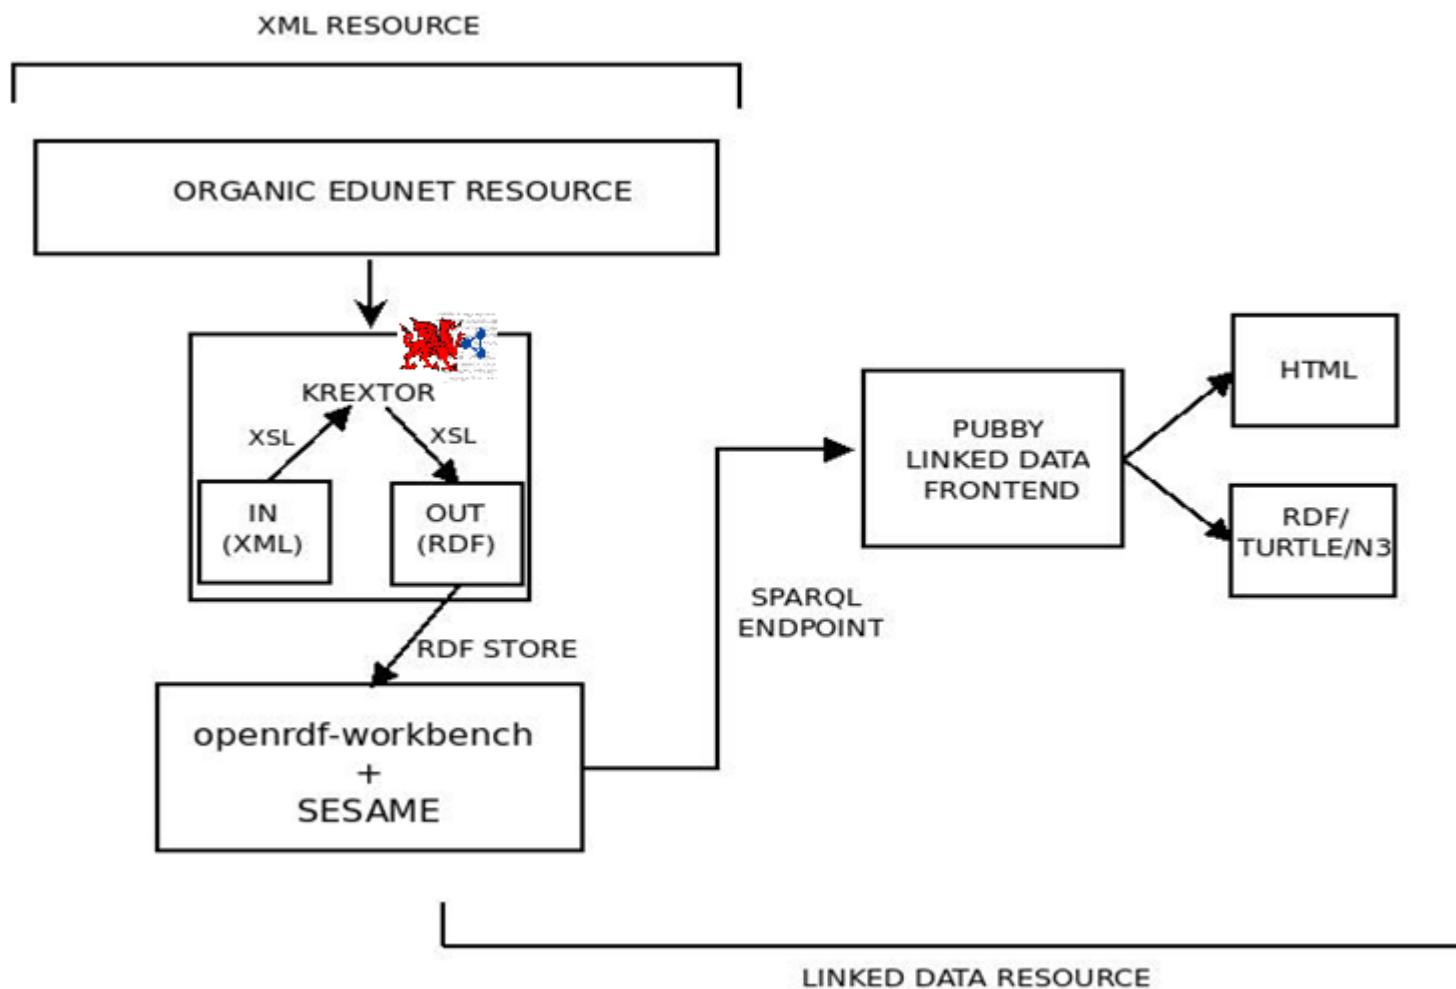 XML RESOURCE
ORGANIC EDUNET RESOURCE
KREXTOR
XSL
XSL
IN
(XML)
OUT
(RDF)
RDF STORE
openrdf-workbench
+
SESAME
SPARQL
ENDPOINT
PUBBY
LINKED DATA
FRONTEND
HTML
RDF/
TURTLE/N3
LINKED DATA RESOURCE